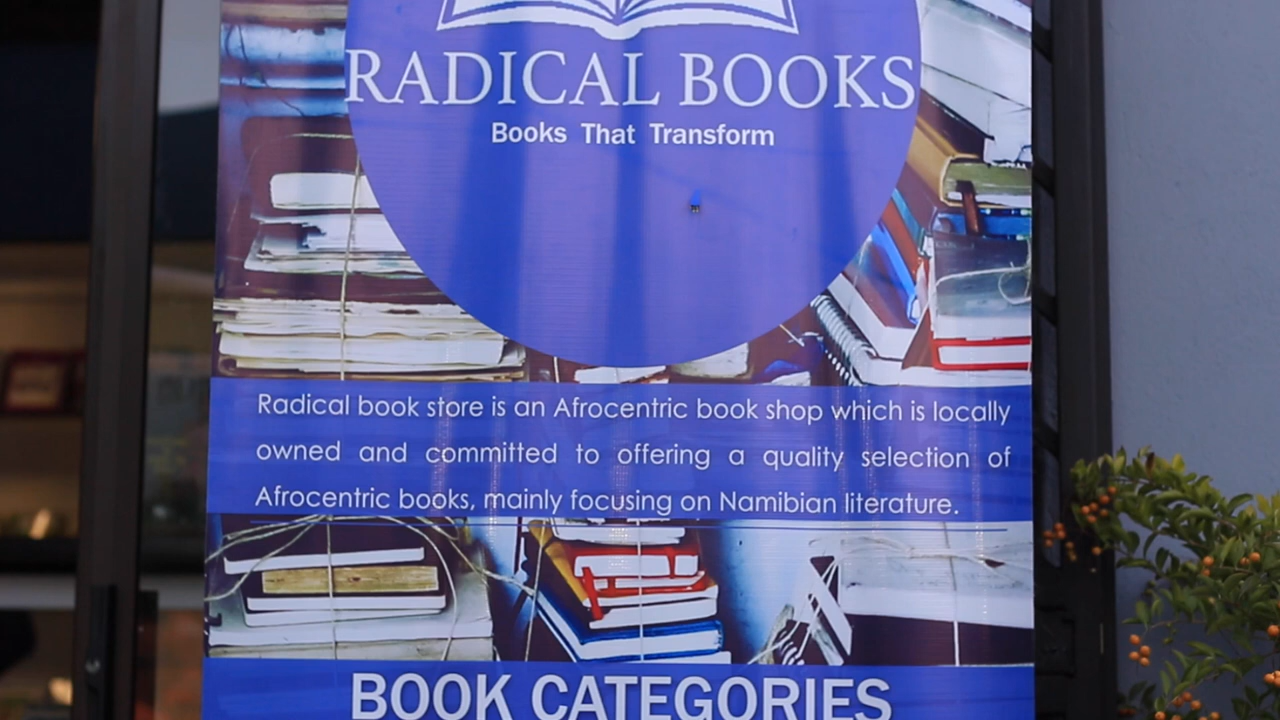 RADICAL BOOKS
Books That Transform
Radical book store is an Afrocentric book shop which is locally
owned and committed to offering a quality selection of
Afrocentric books, mainly focusing on Namibian literature.
BOOK CATEGORIES